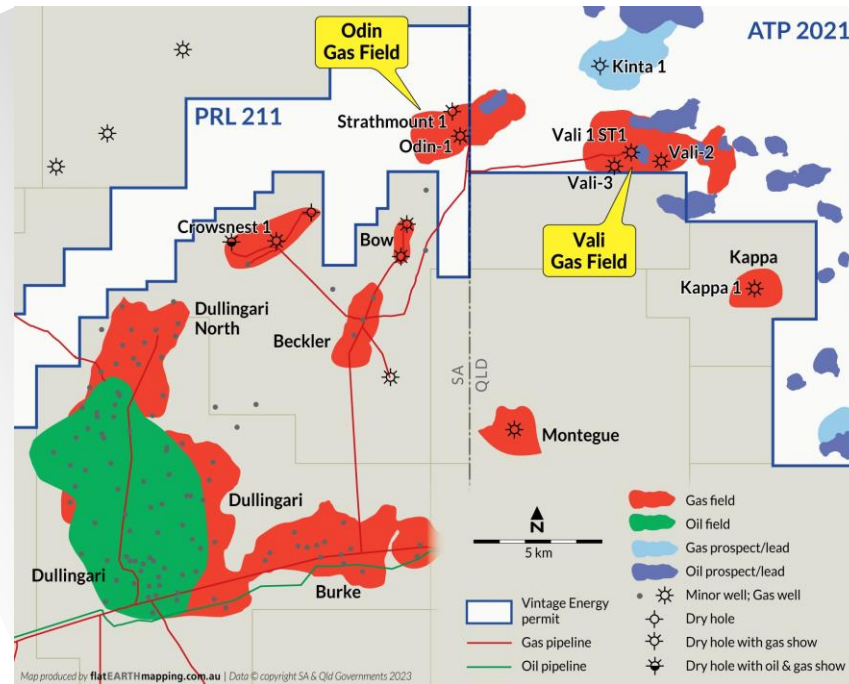 ATP 2021
Odin
Gas Field
Kinta 1
PRL 211
Strathmount 1
Odin-1
Vali 1 ST1
Vali-2
Vali-3
Crowsnest 1
Bow
Vali
Gas Field
Kappa
Kappa 1
Dullingari
North
Beckler
SA
QLD
Montegue
Dullingari
Dullingari
Burke
N
5 km
Gas field
Oil field
Gas prospect/lead
Oil prospect/lead
Minor well; Gas well
Dry hole
Dry hole with gas show
Dry hole with oil & gas show
Vintage Energy
permit
Gas pipeline
Oil pipeline
Map produced by flatEARTHmapping.com.au | Data © copyright SA & Qld Governments 2023